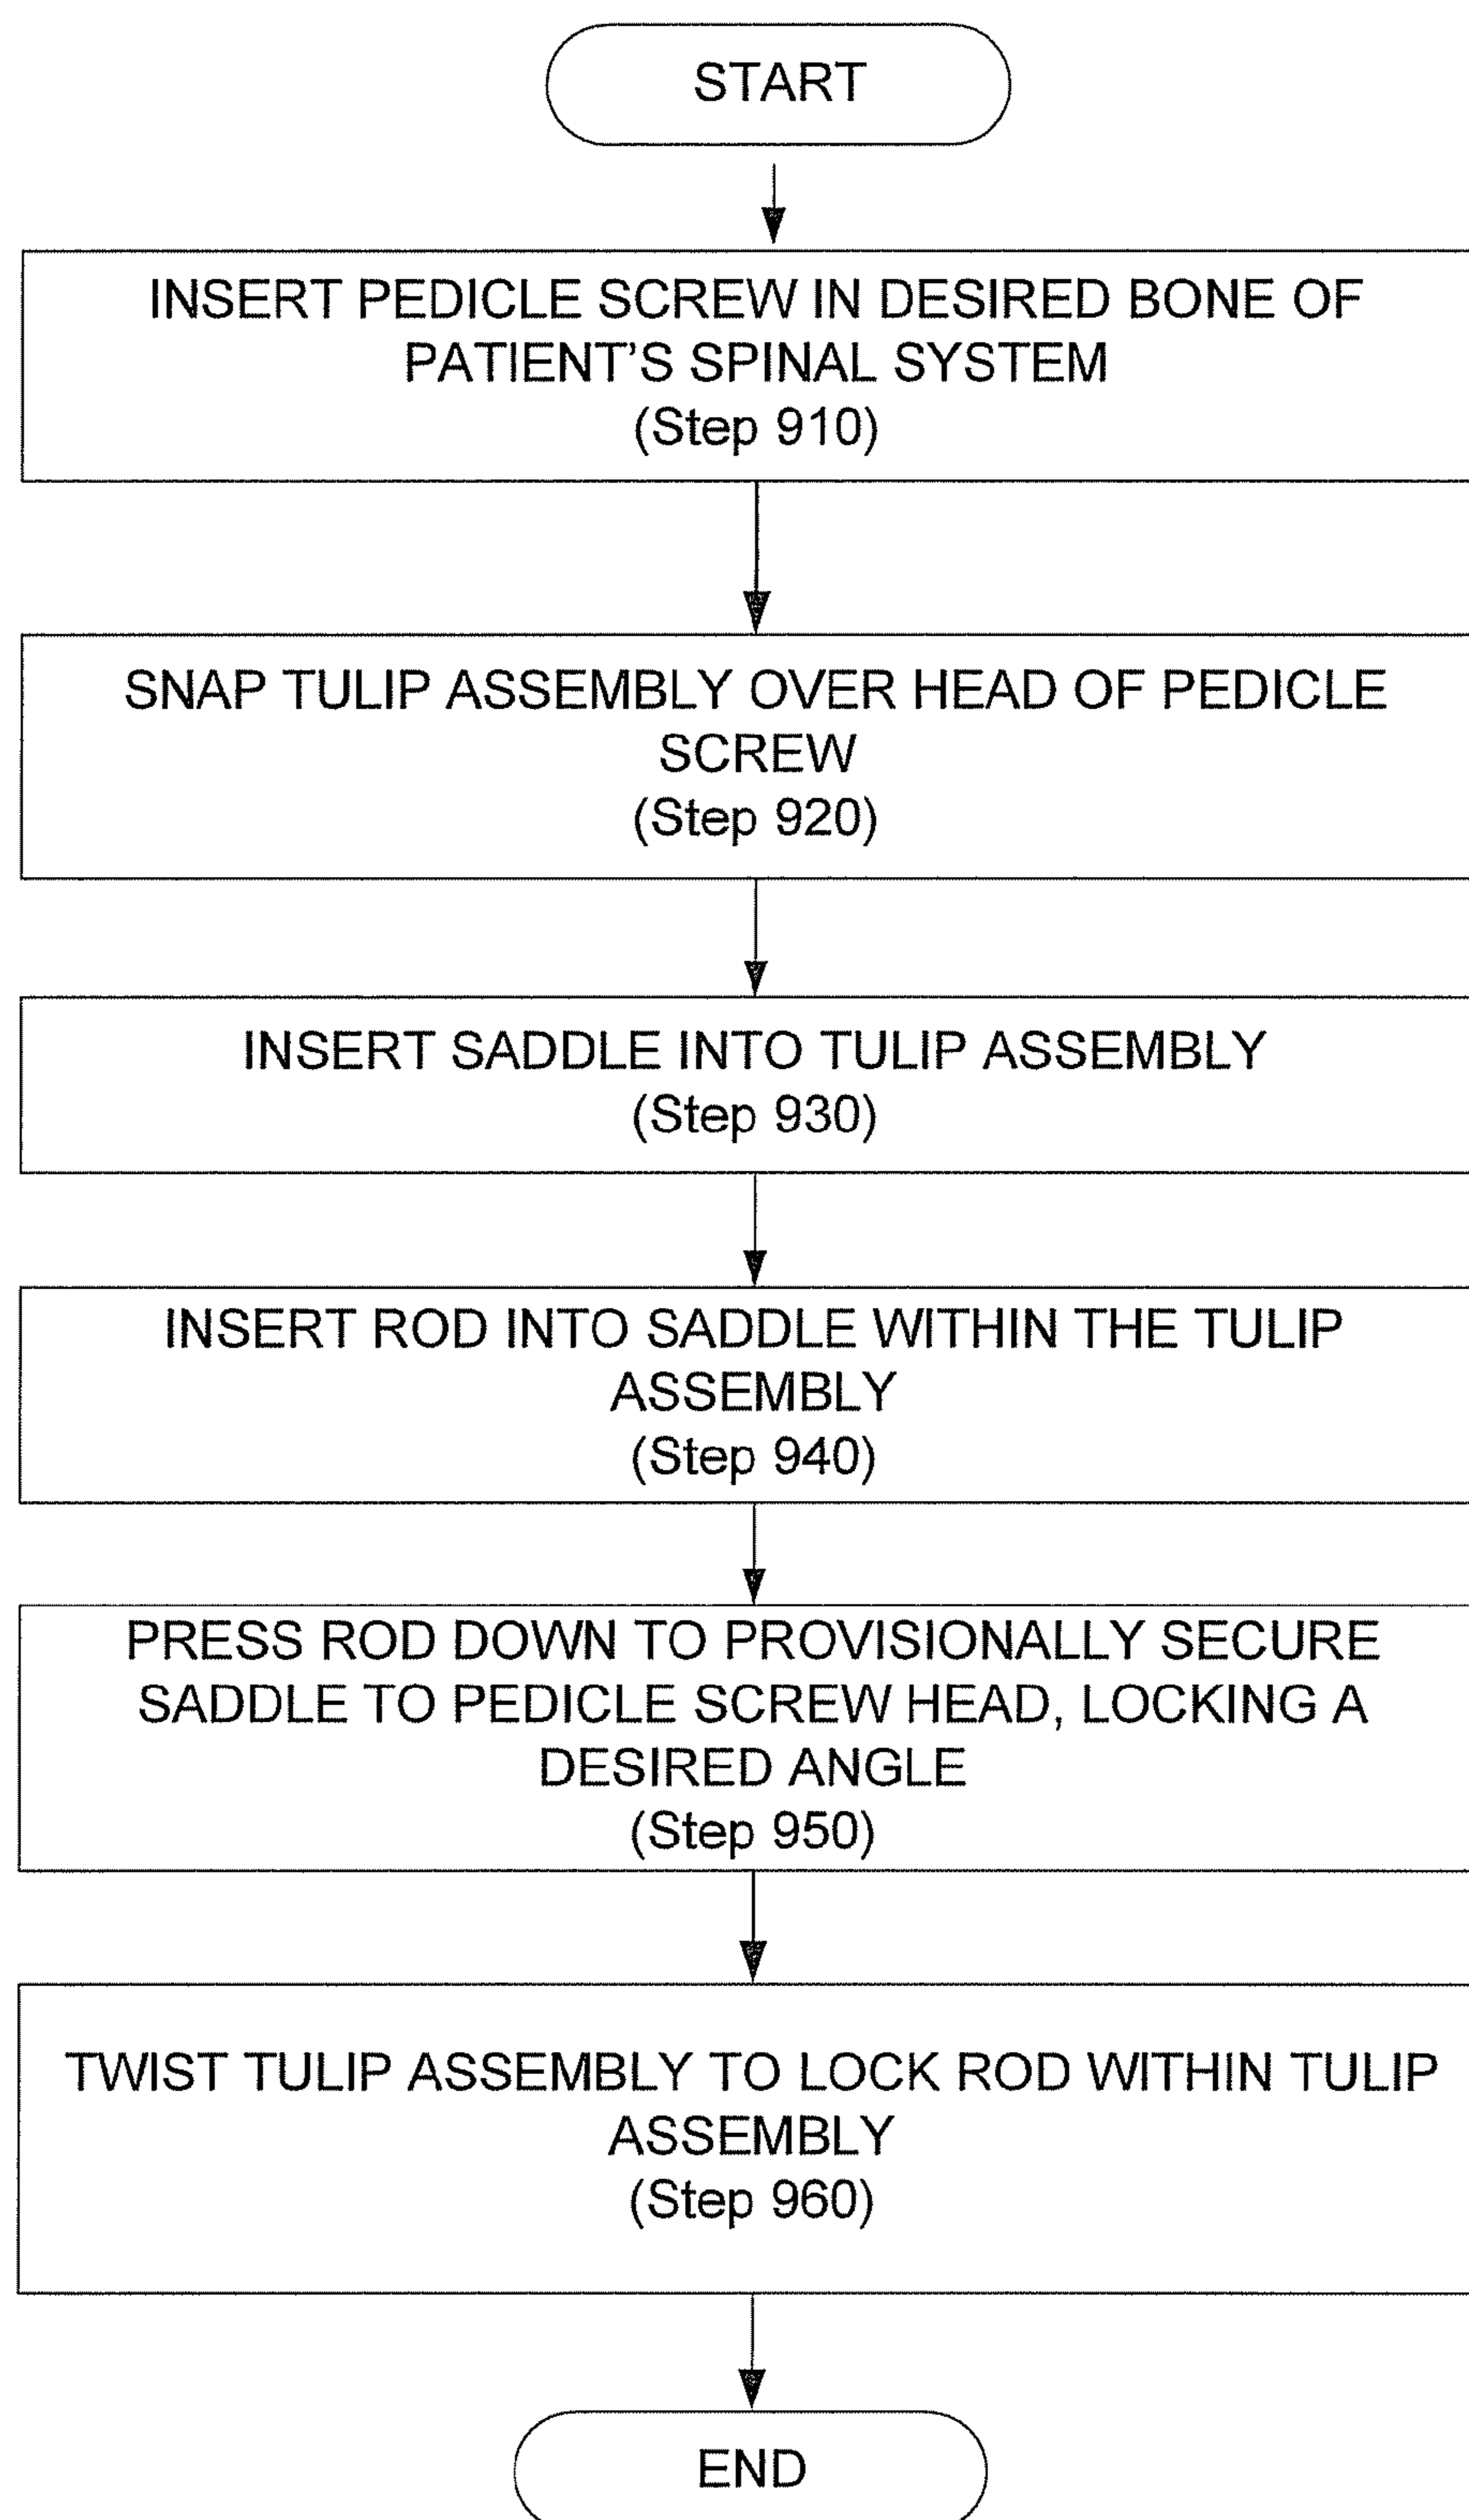 START
INSERT PEDICLE SCREW IN DESIRED BONE OF
PATIENT'S SPINAL SYSTEM
(Step 910)
SNAP TULIP ASSEMBLY OVER HEAD OF PEDICLE
SCREW
(Step 920)
INSERT SADDLE INTO TULIP ASSEMBLY
(Step 930)
INSERT ROD INTO SADDLE WITHIN THE TULIP
ASSEMBLY
(Step 940)
PRESS ROD DOWN TO PROVISIONALLY SECURE
SADDLE TO PEDICLE SCREW HEAD, LOCKING A
DESIRED ANGLE
(Step 950)
TWIST TULIP ASSEMBLY TO LOCK ROD WITHIN TULIP
ASSEMBLY
(Step 960)
END